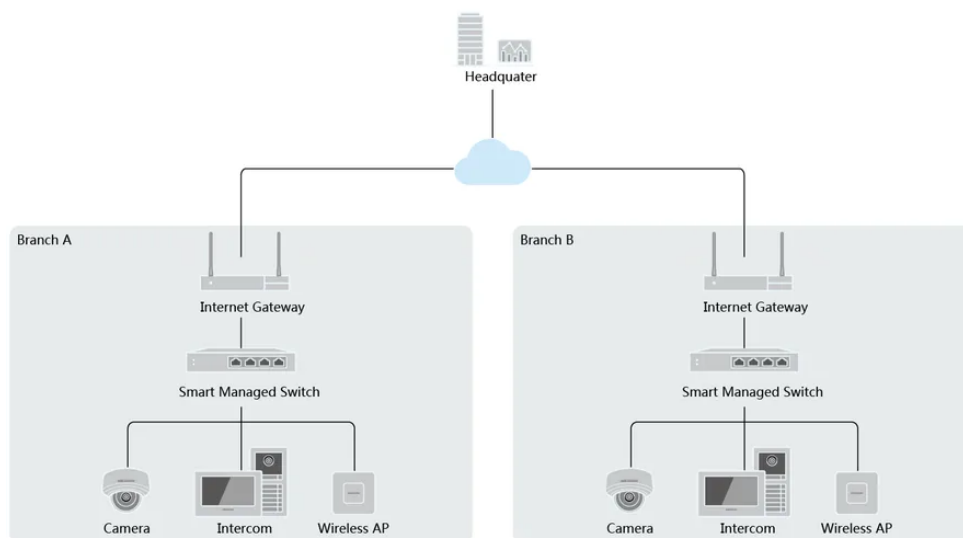 Headquater
Branch A
Branch B
Internet Gateway
Internet Gateway
Smart Managed Switch
Smart Managed Switch
Camera
Intercom
Wireless AP
Camera
Intercom
Wireless AP